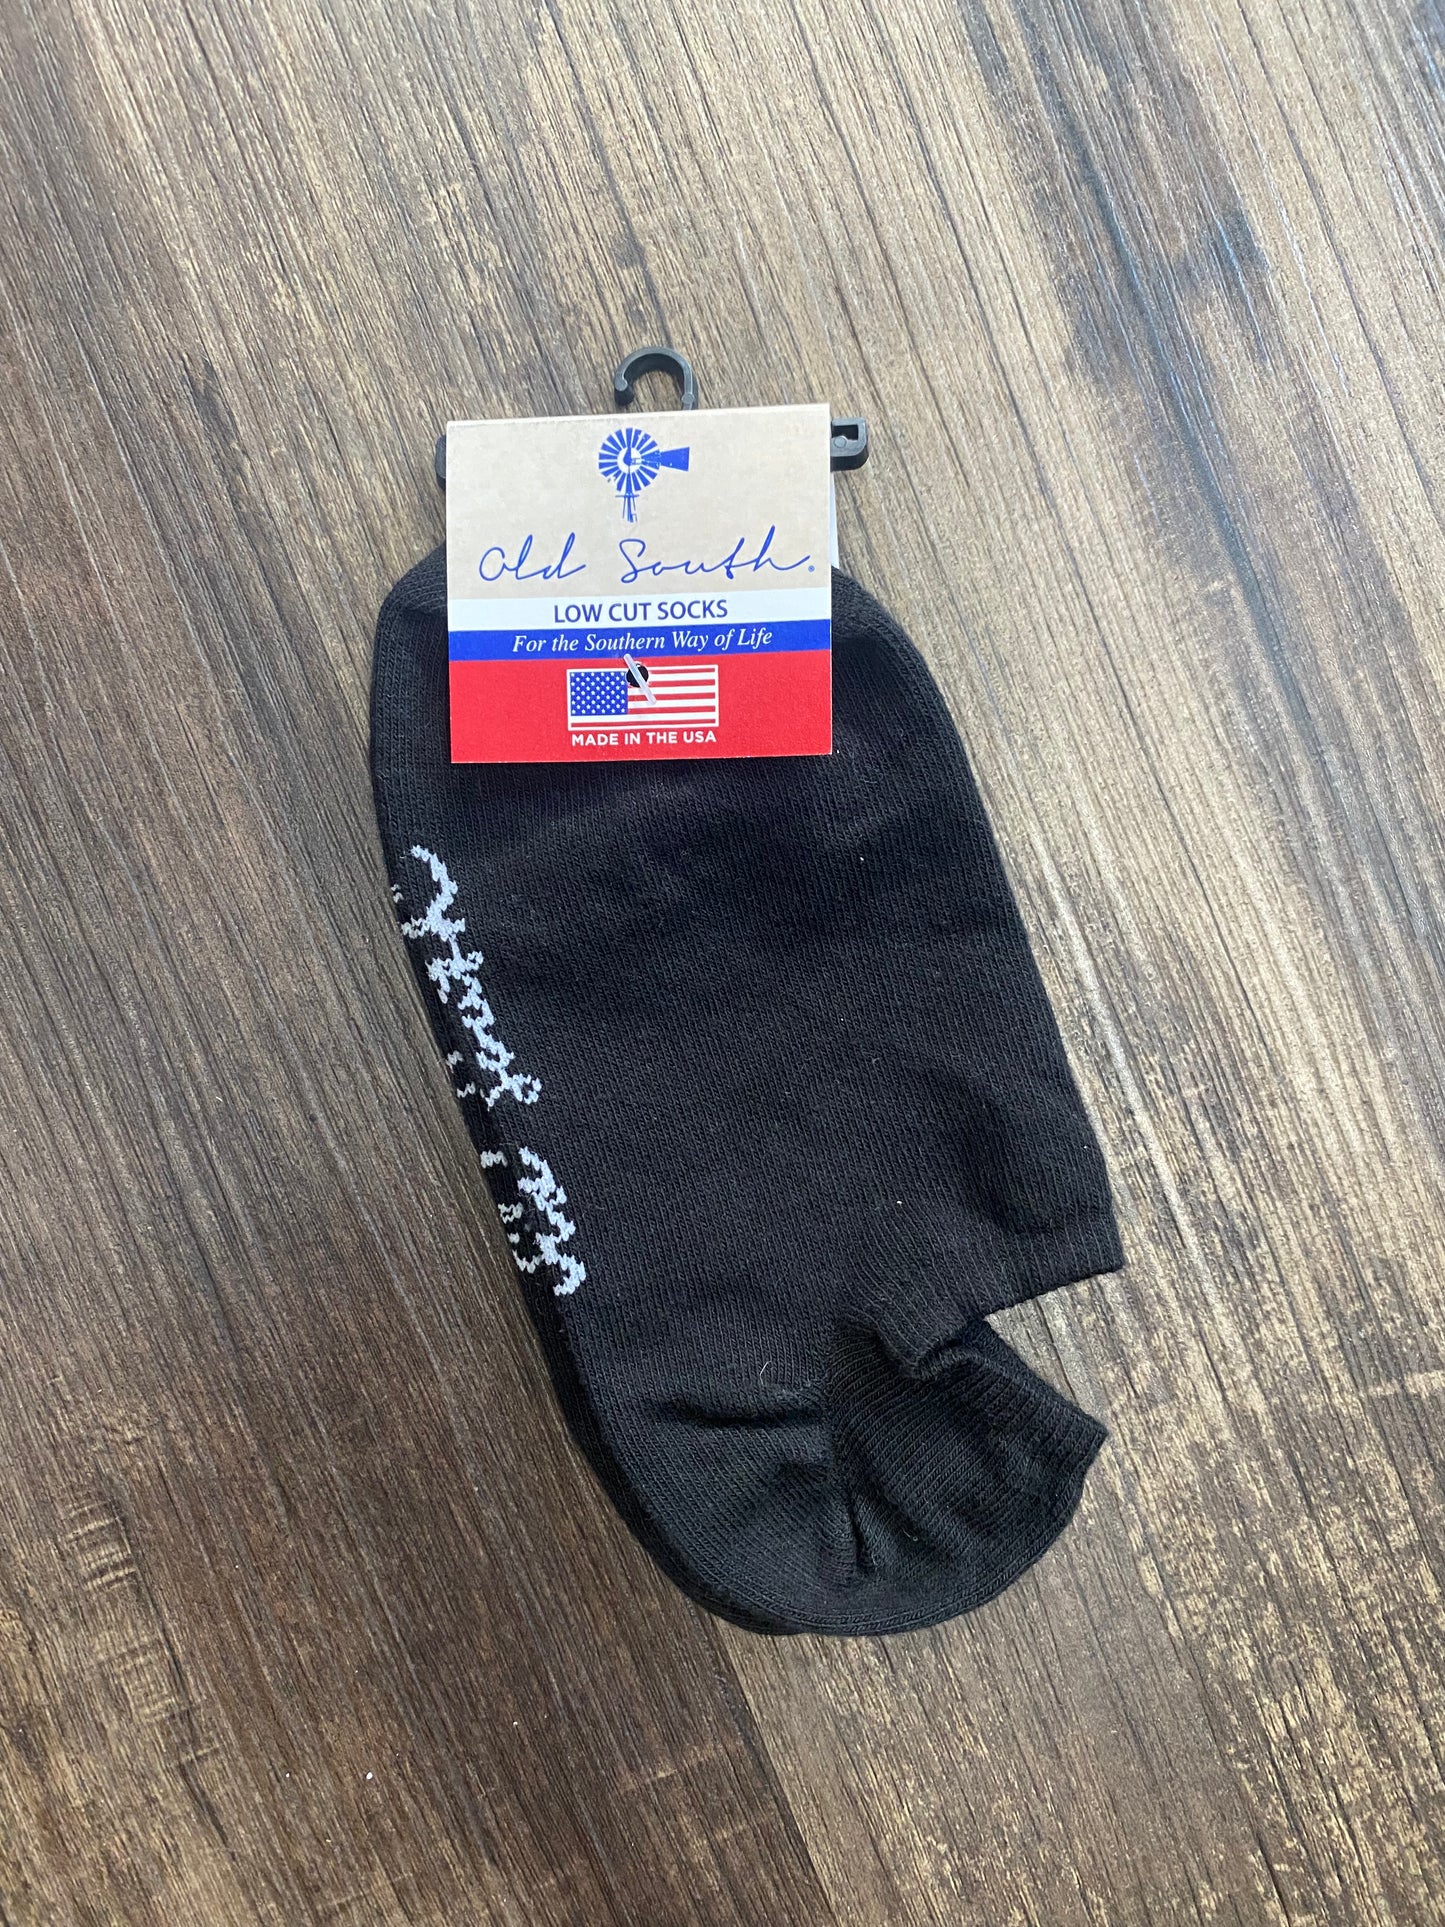 Old South®
LOW CUT SOCKS
For the Southern Way of Life
MADE IN THE USA